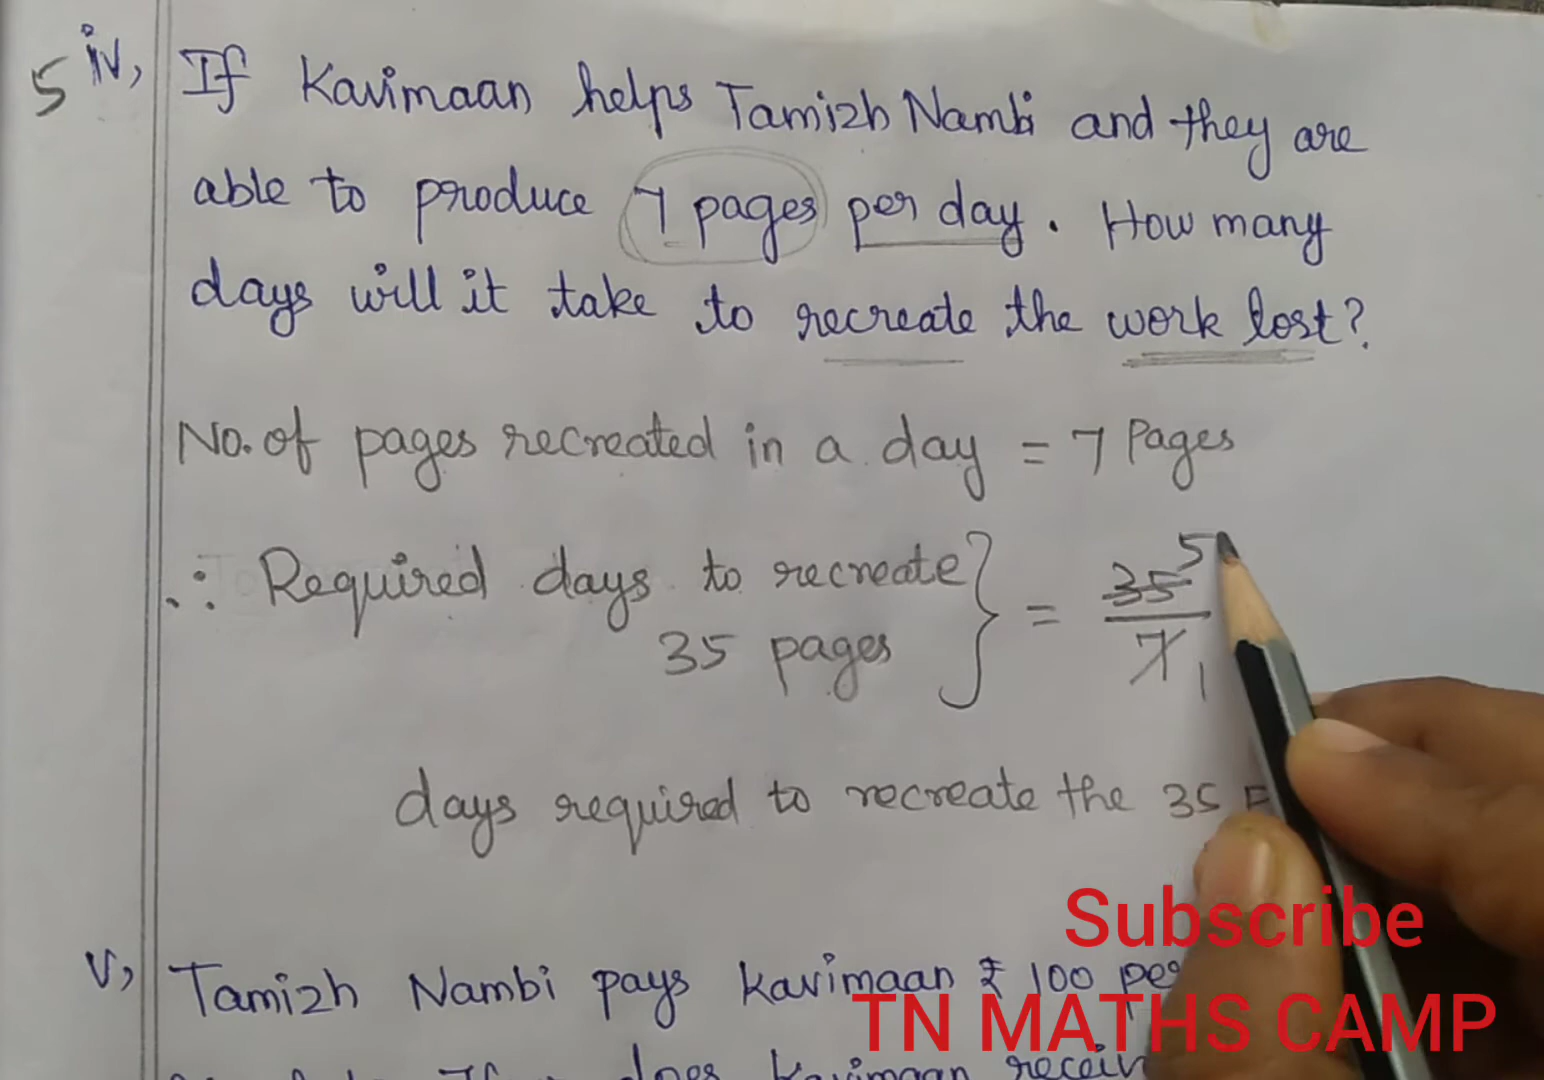 5 iv, If Kavimaan helps Tamizh Nambi and they are
able to produce 7 pages per day. How many
days will it take to recreate the work lost?
No. of pages recreated in a day = 7 Pages
∴ Required days to recreate } = 35 5
35 pages 7 1
days required to recreate the 35
Subscribe
v, Tamizh Nambi pays Kavimaan ₹ 100 per
TN MATHS CAMP
does Kavimaan